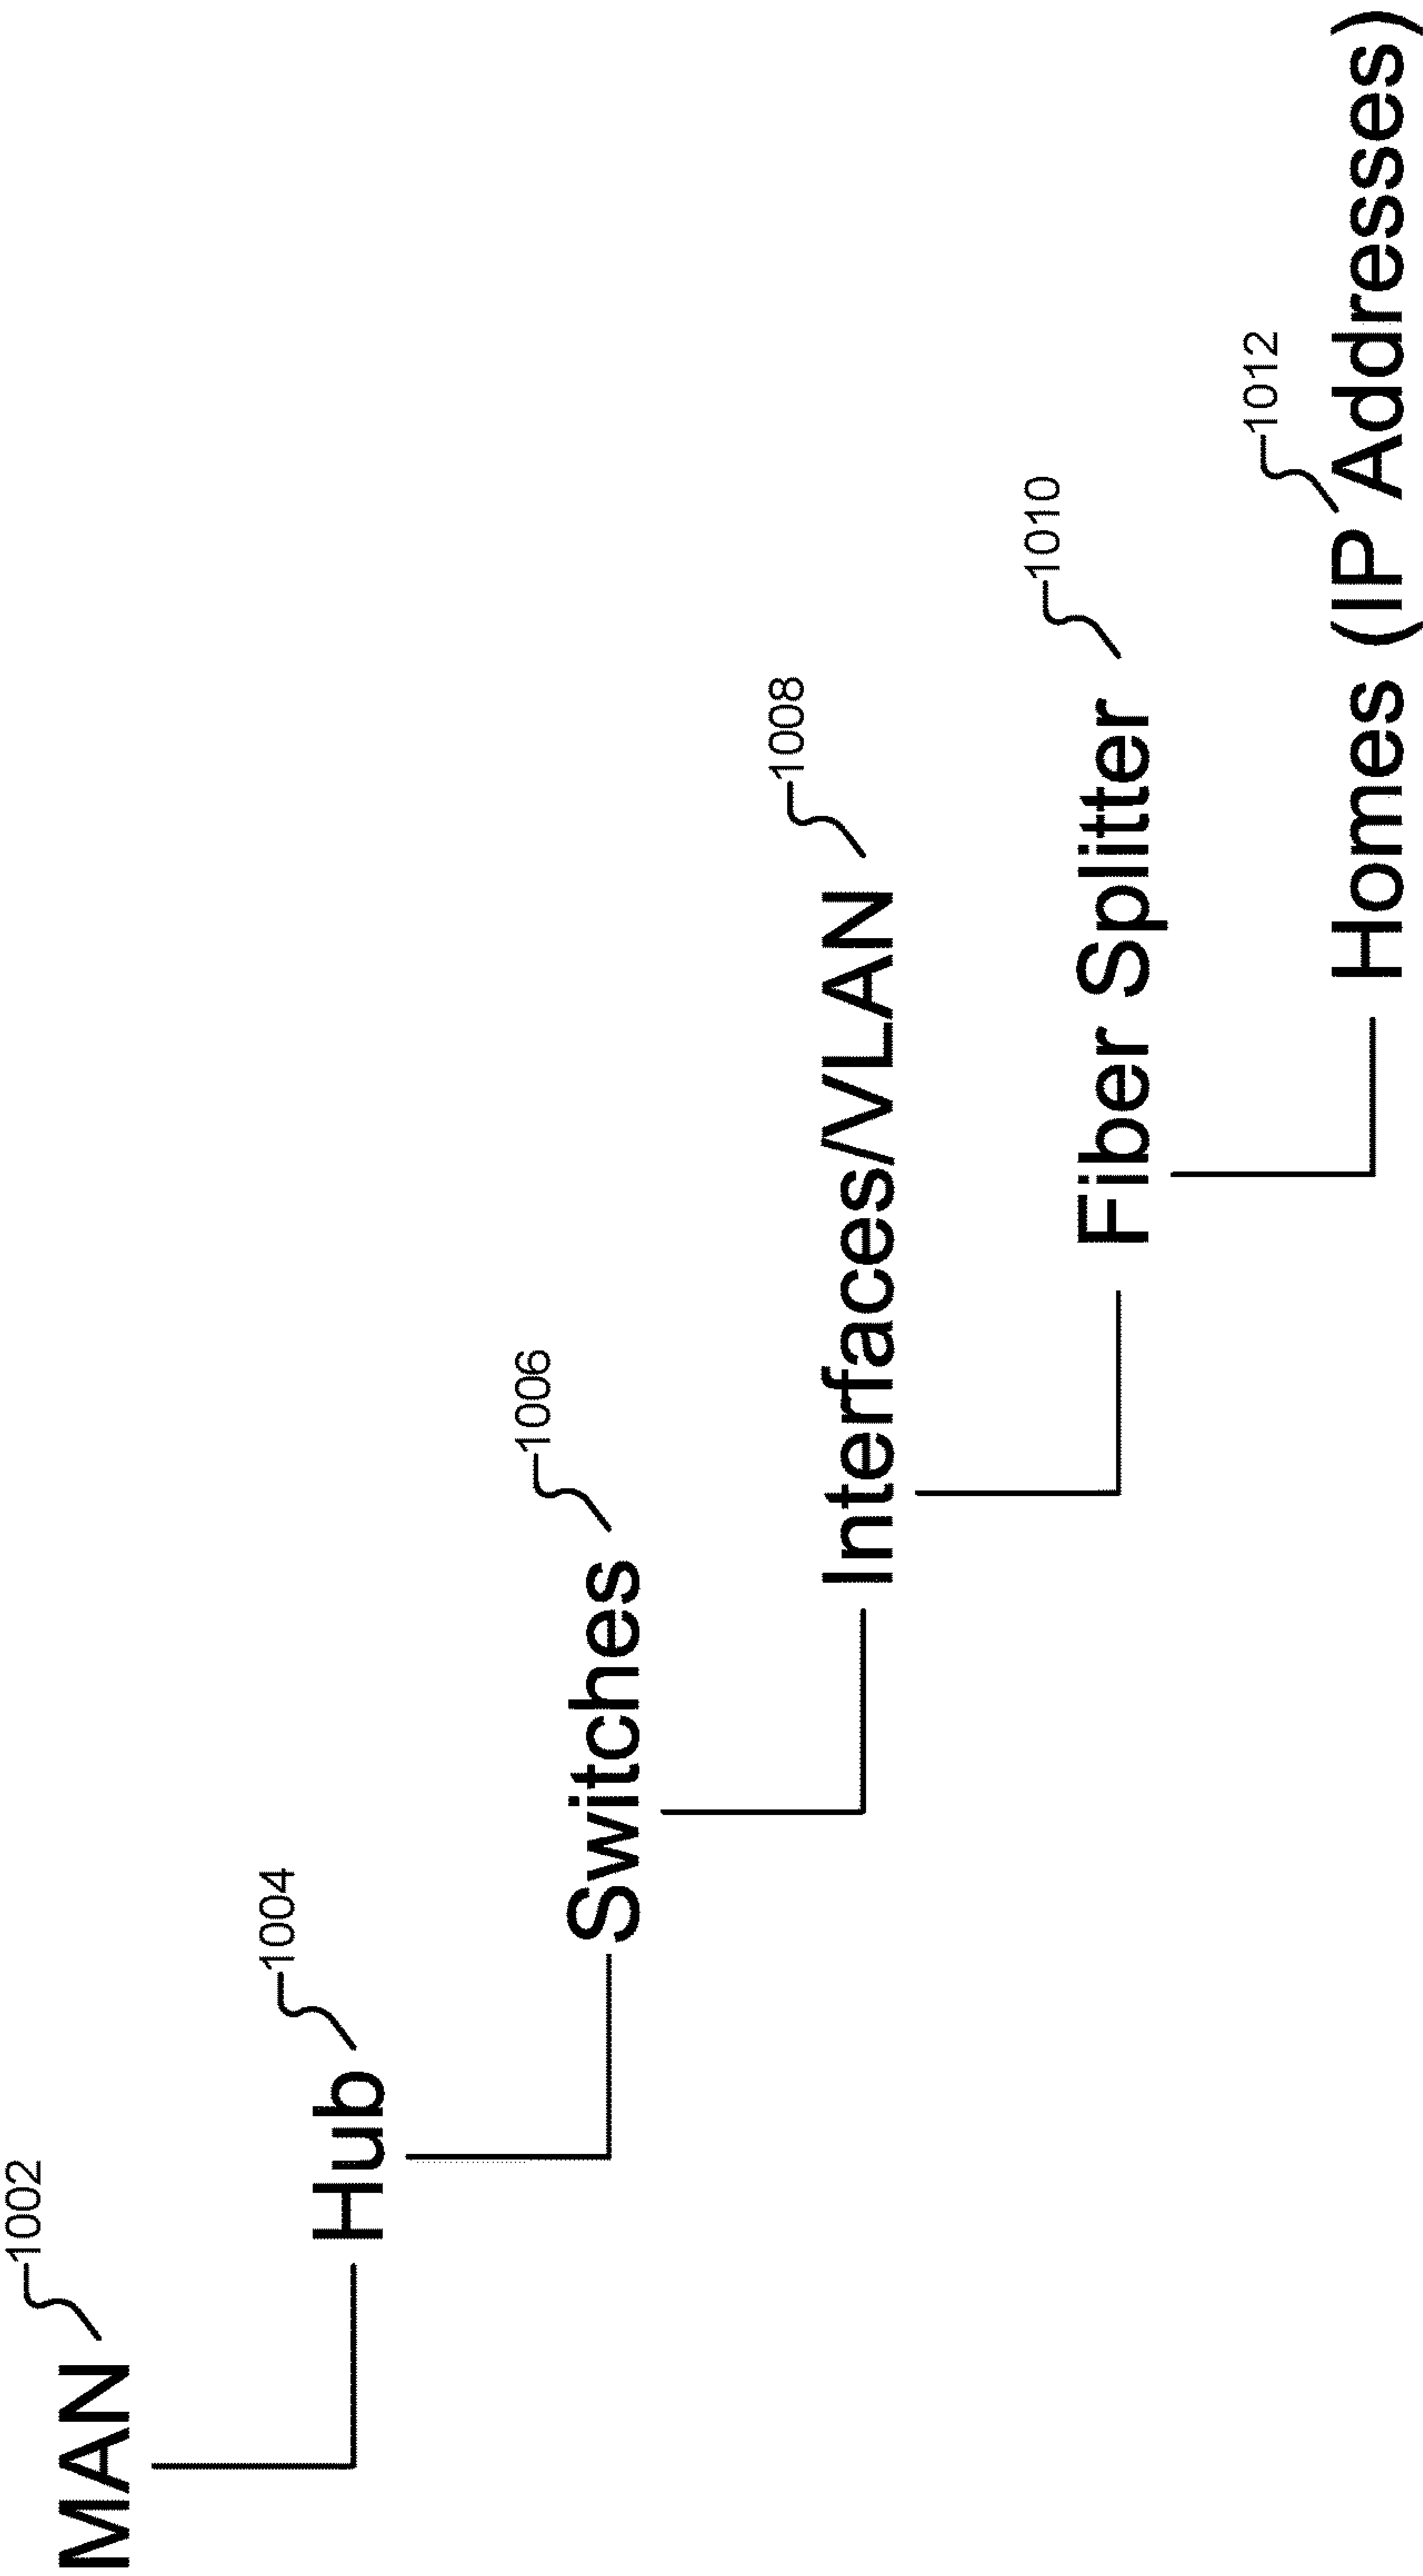 MAN
1002
Hub
1004
Switches
1006
Interfaces/VLAN
1008
Fiber Splitter
1010
Homes (IP Addresses)
1012